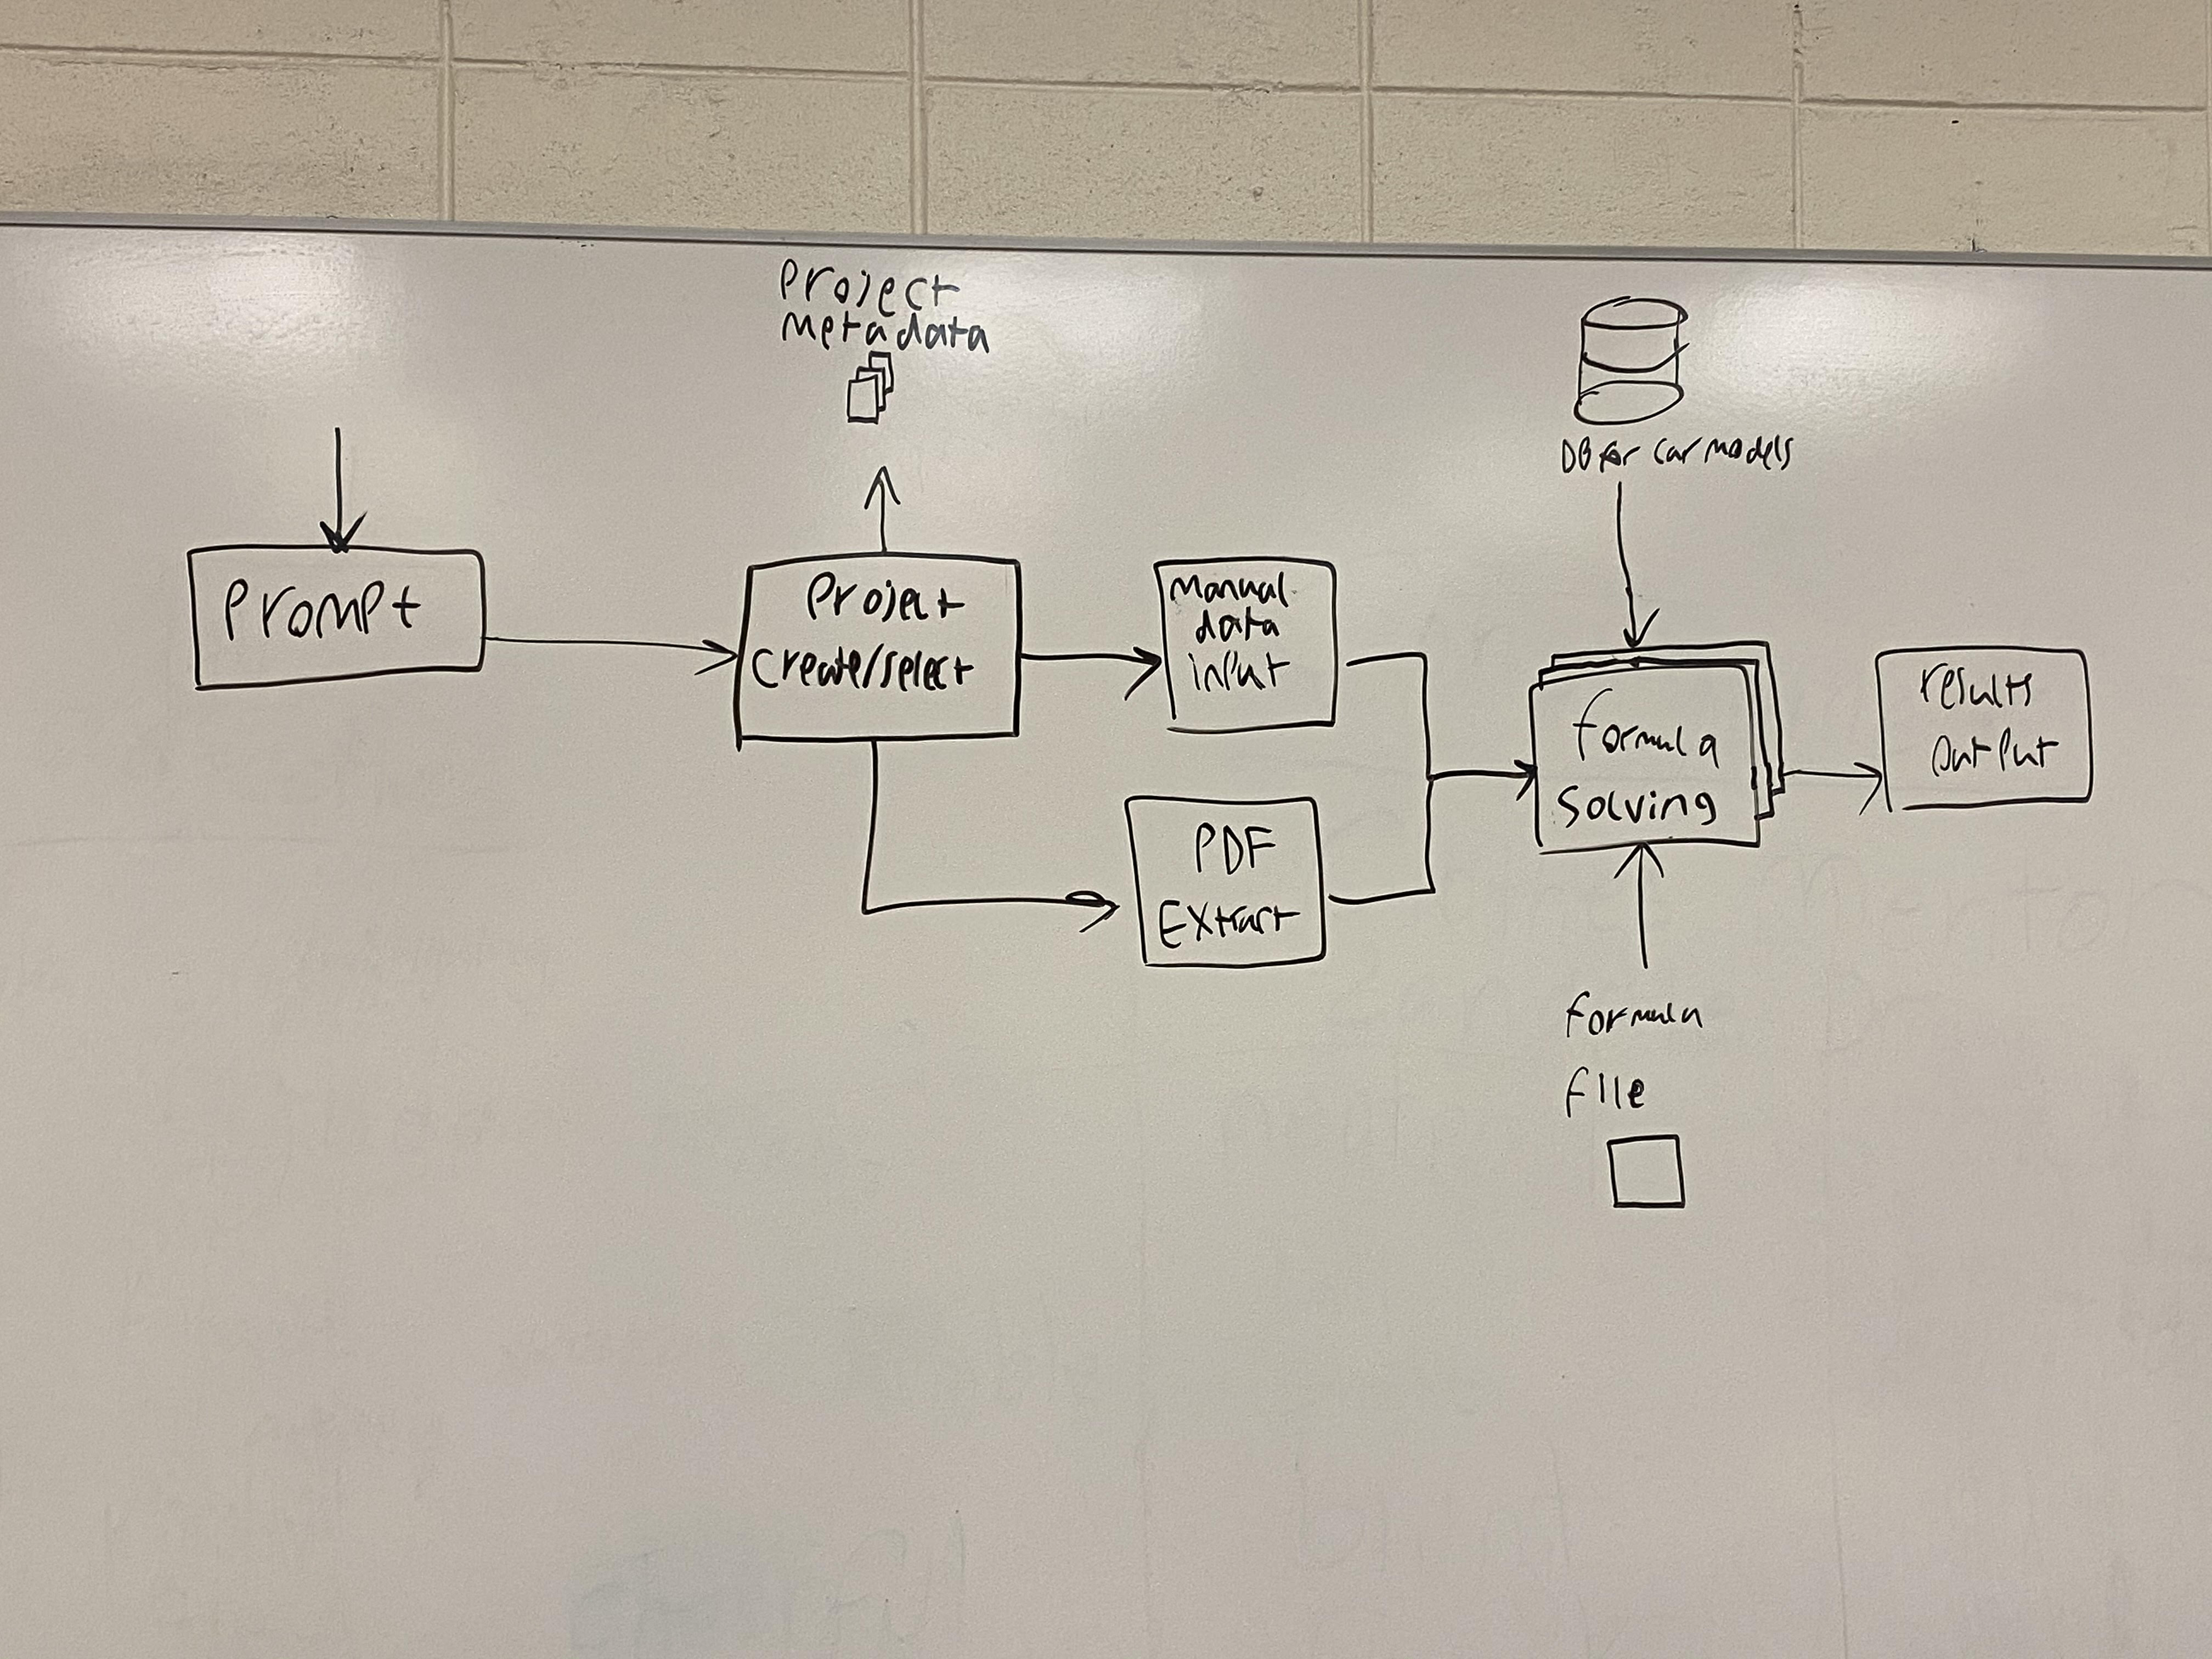 Project
Metadata
DB for car models
Prompt
Project
create/select
Manual
data
input
PDF
Extract
formula
solving
results
output
formula
file